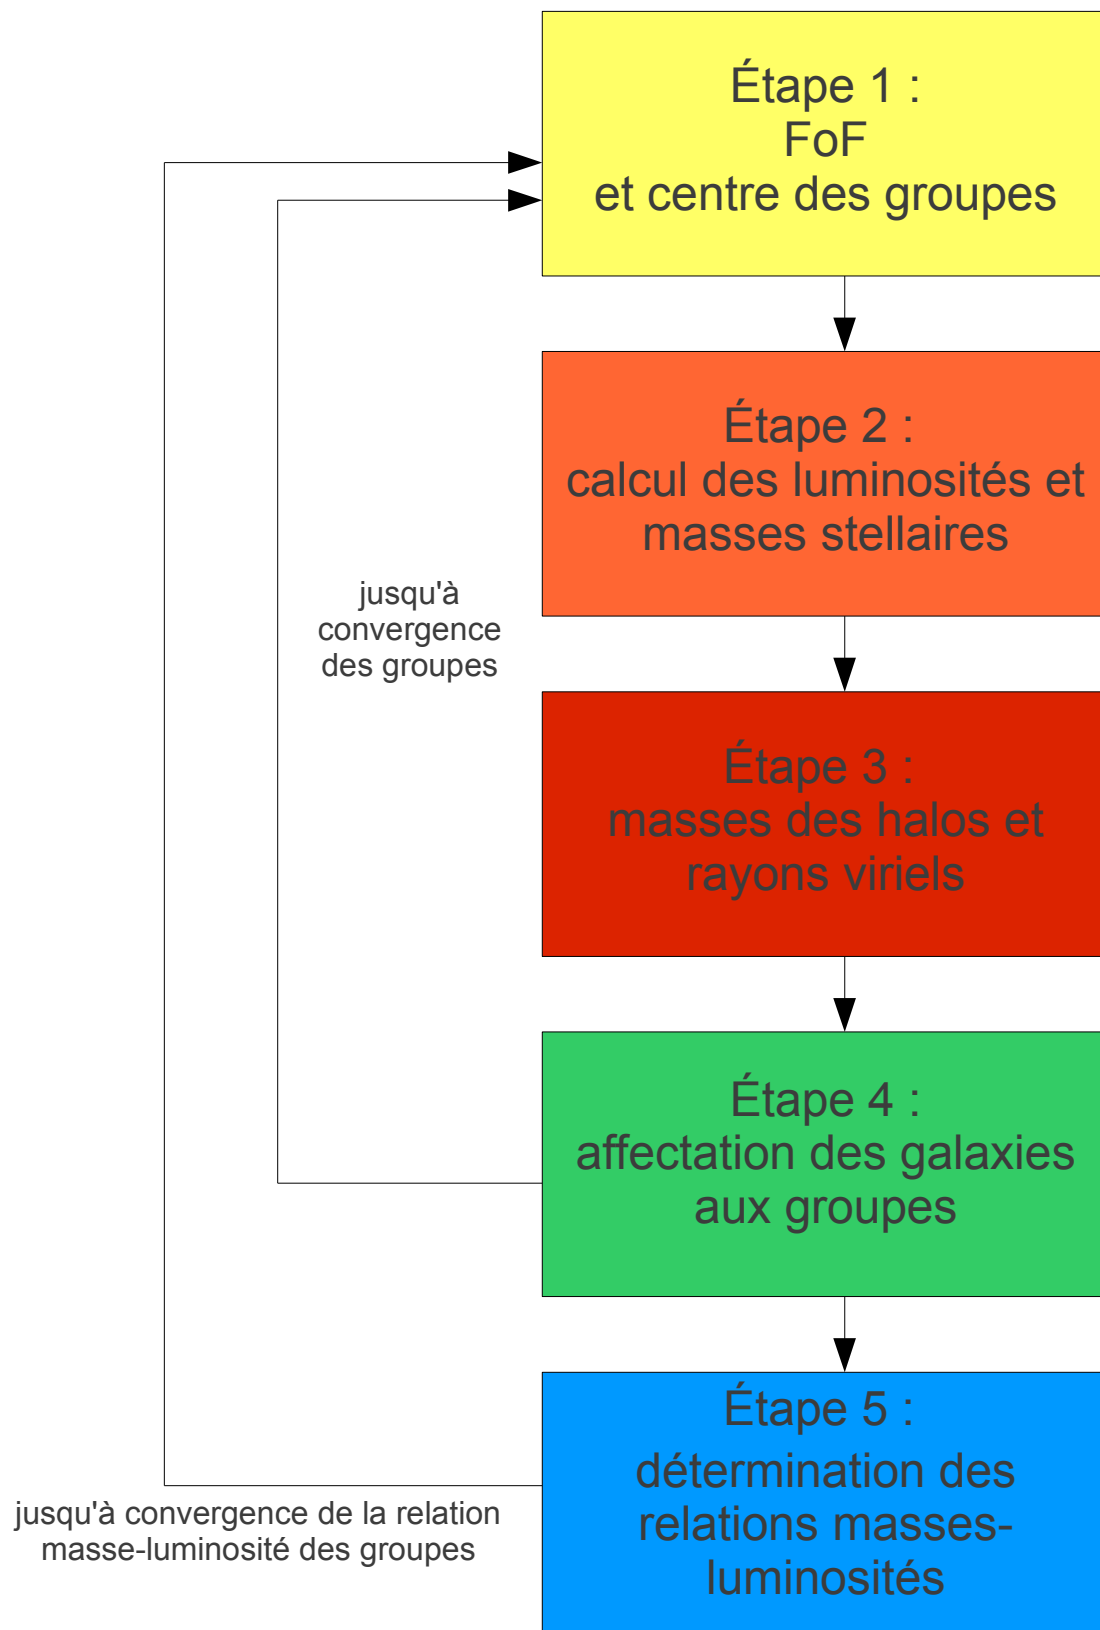 Étape 1 :
FoF
et centre des groupes
Étape 2 :
calcul des luminosités et
masses stellaires
jusqu'à
convergence
des groupes
Étape 3 :
masses des halos et
rayons viriels
Étape 4 :
affectation des galaxies
aux groupes
Étape 5 :
détermination des
relations masses-
luminosités
jusqu'à convergence de la relation
masse-luminosité des groupes